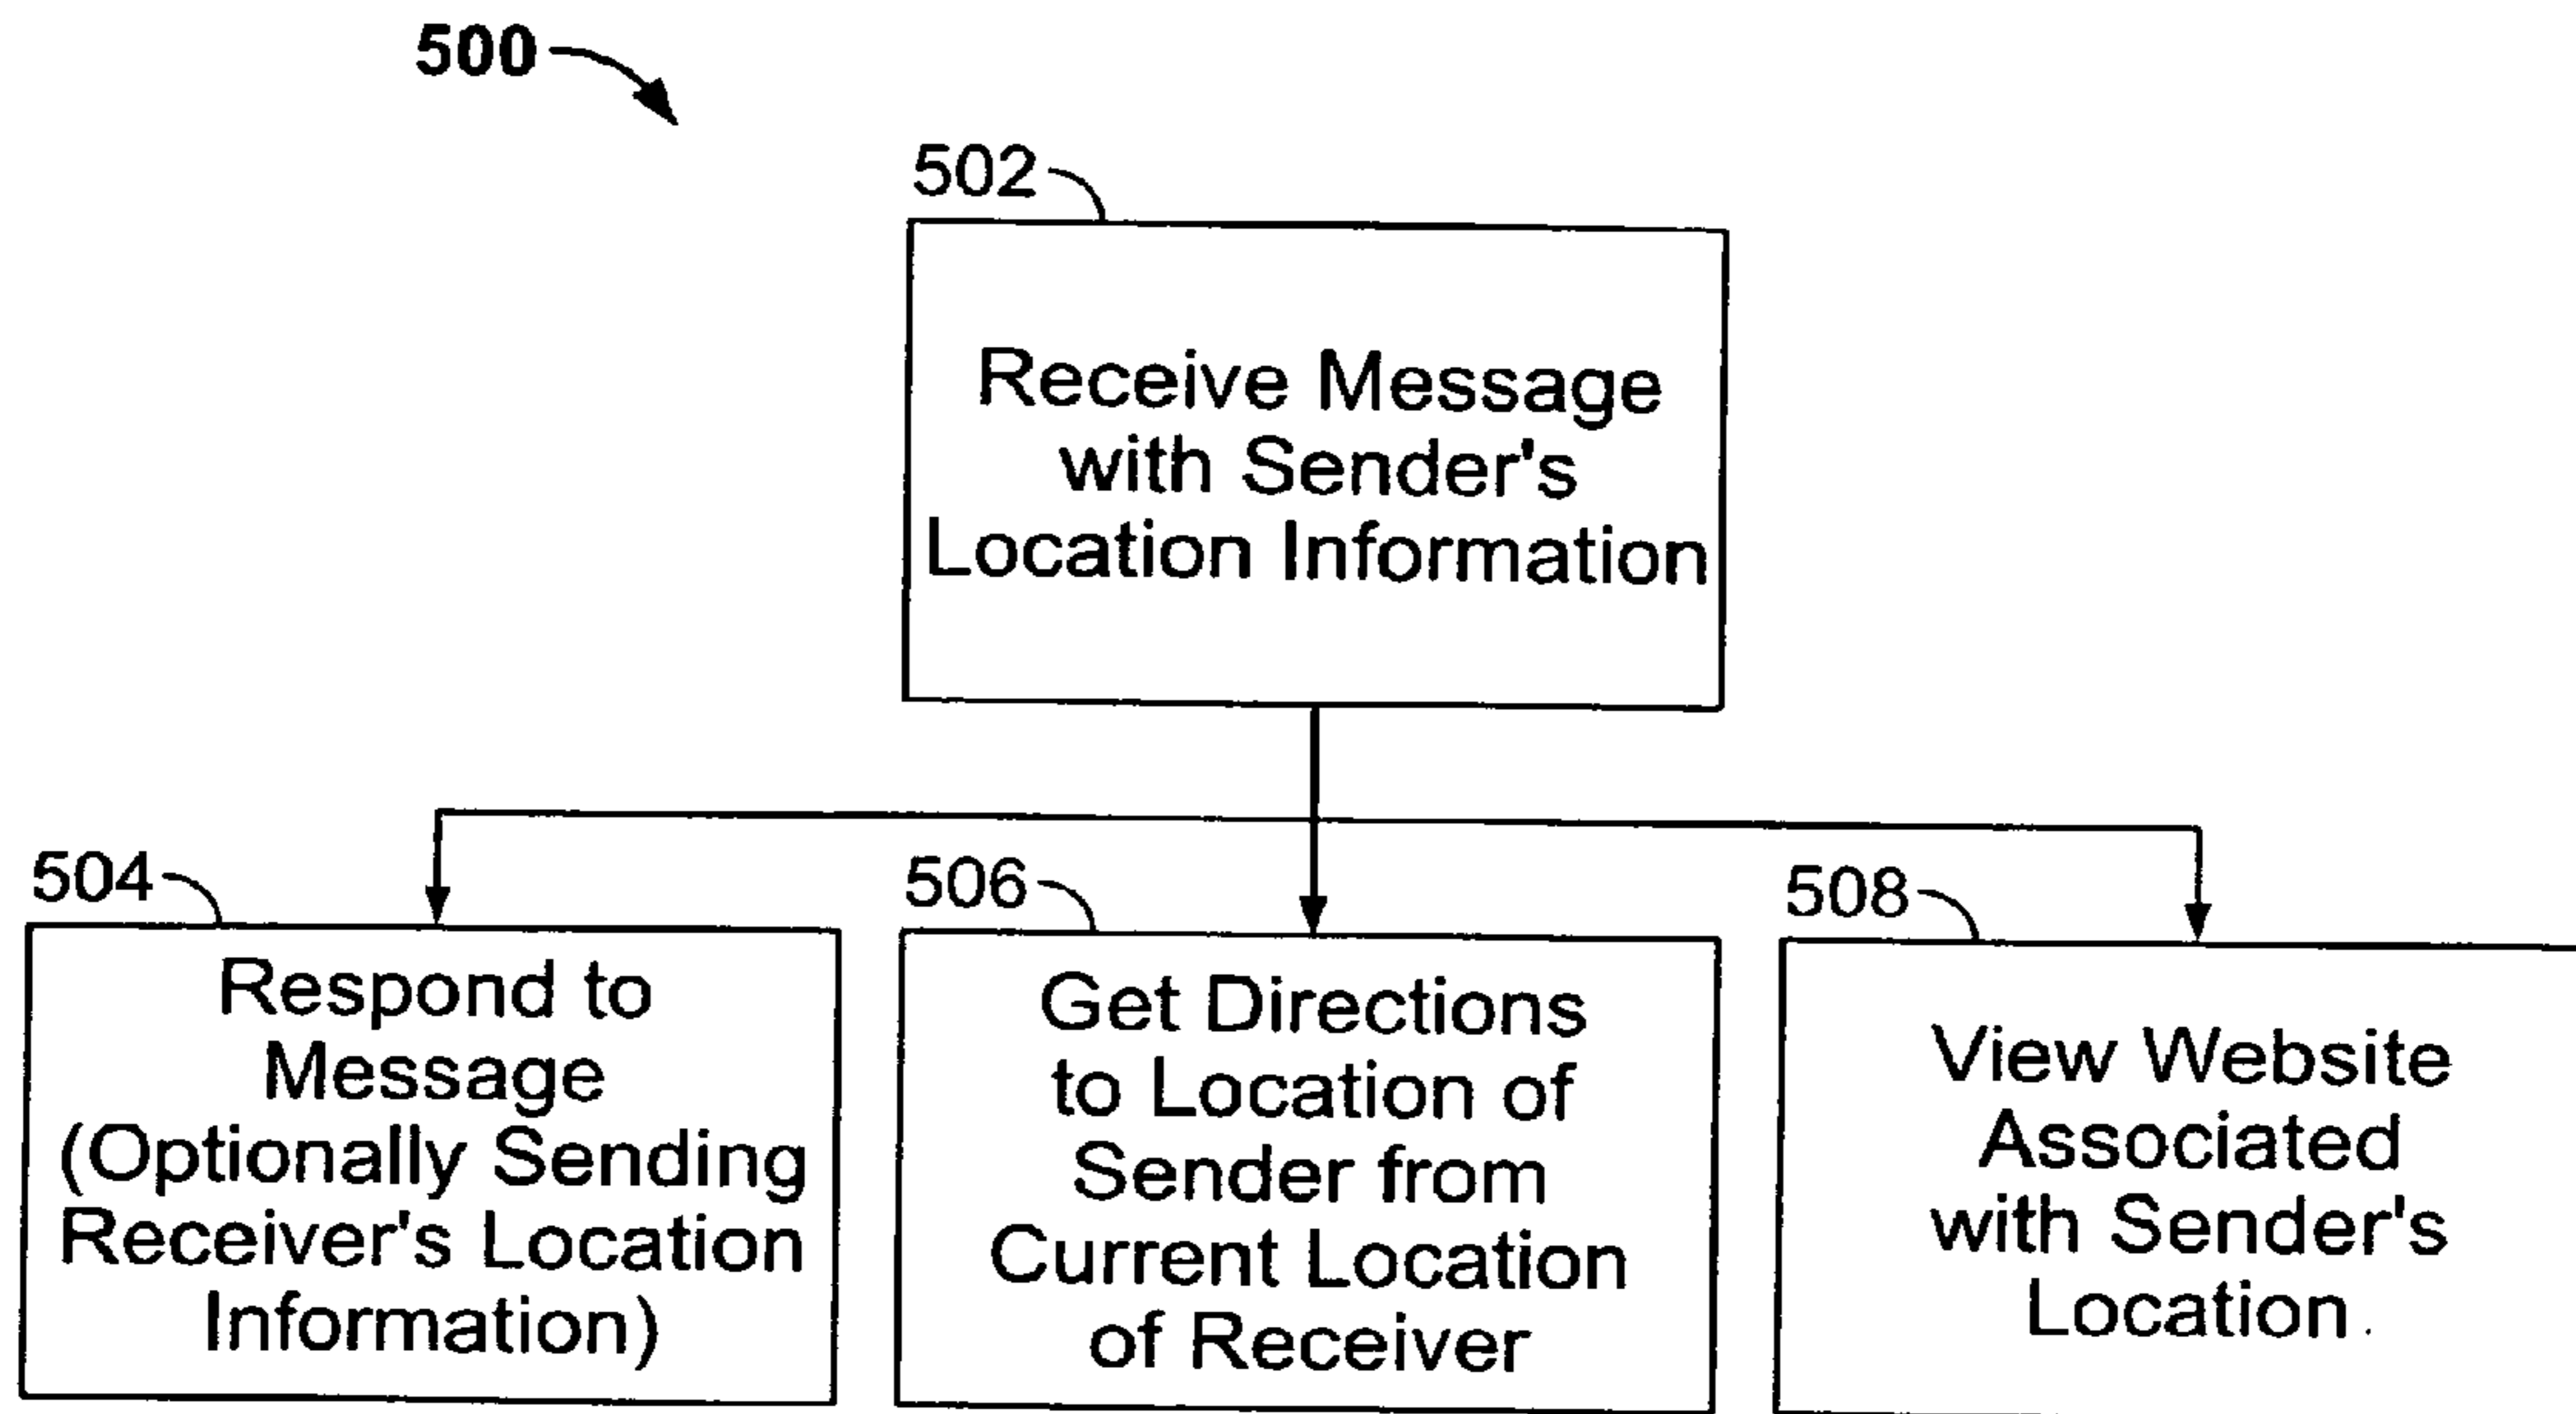 500
502
Receive Message
with Sender's
Location Information
504
Respond to
Message
(Optionally Sending
Receiver's Location
Information)
506
Get Directions
to Location of
Sender from
Current Location
of Receiver
508
View Website
Associated
with Sender's
Location